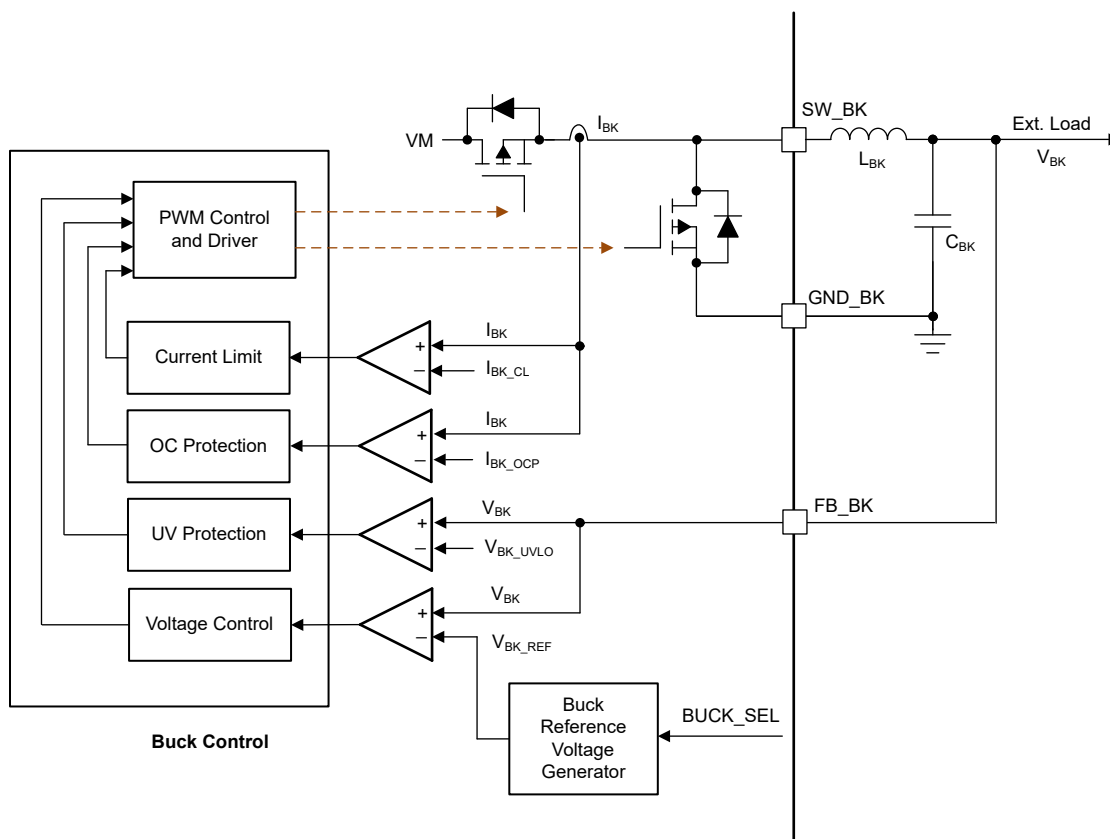 SW_BK
Ext. Load
I_BK
VM
L_BK
V_BK
PWM Control
and Driver
C_BK
GND_BK
I_BK
+
Current Limit
−
I_BK_CL
I_BK
+
OC Protection
−
I_BK_OCP
FB_BK
V_BK
+
UV Protection
−
V_BK_UVLO
V_BK
+
Voltage Control
−
V_BK_REF
Buck
Reference
Voltage
Generator
BUCK_SEL
Buck Control